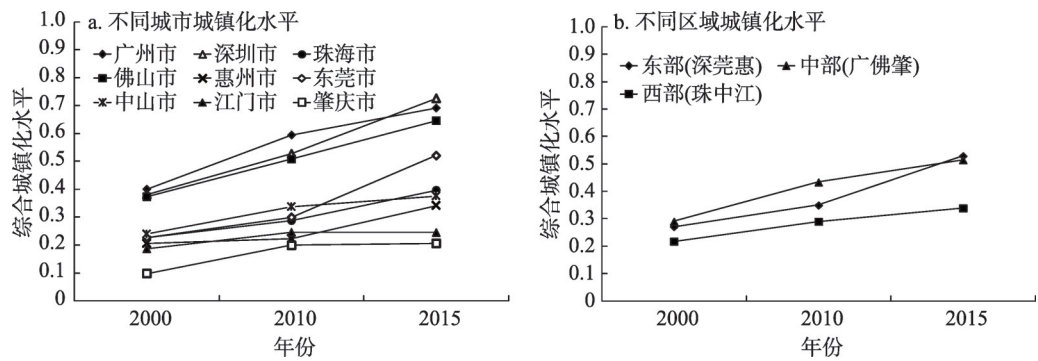 a. 不同城市城镇化水平
广州市 深圳市 珠海市
佛山市 惠州市 东莞市
中山市 江门市 肇庆市
综合城镇化水平
1.0
0.9
0.8
0.7
0.6
0.5
0.4
0.3
0.2
0.1
0
2000 2010 2015
年份
b. 不同区域城镇化水平
东部(深莞惠) 中部(广佛肇)
西部(珠中江)
综合城镇化水平
1.0
0.9
0.8
0.7
0.6
0.5
0.4
0.3
0.2
0.1
0
2000 2010 2015
年份